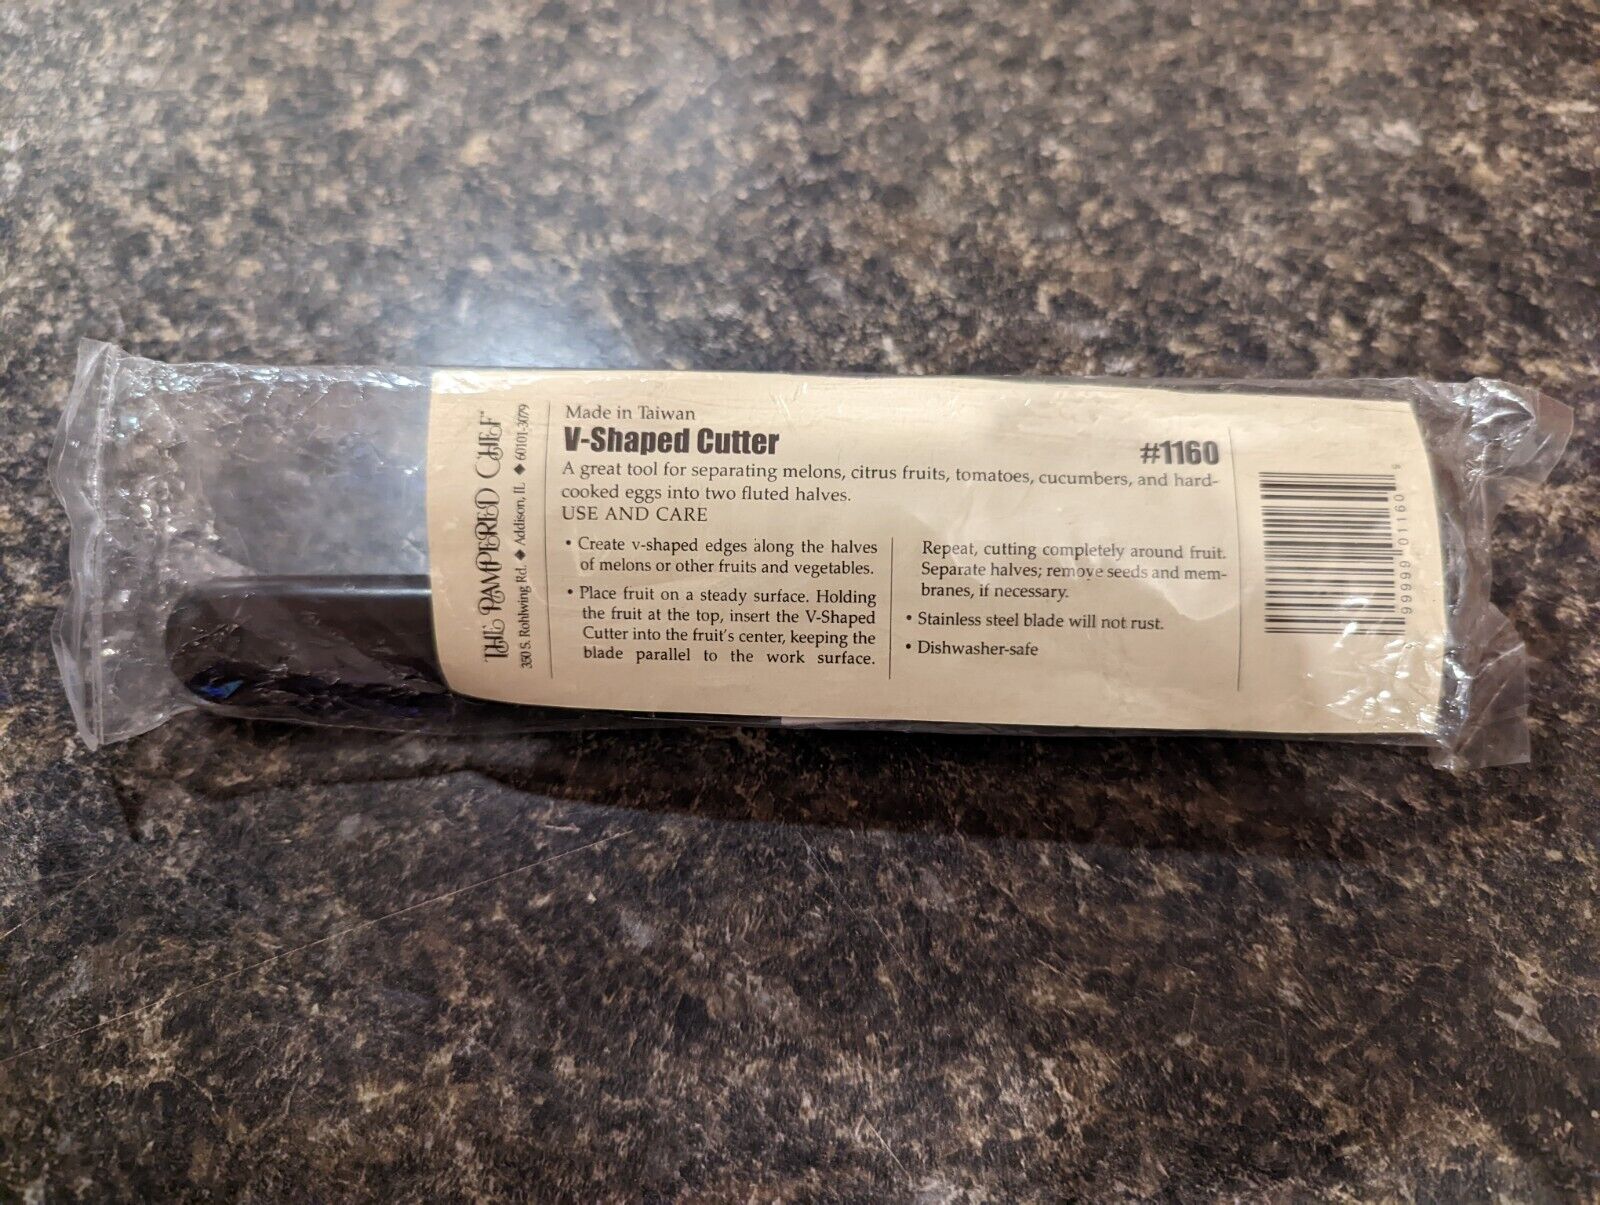 THE PAMPERED CHEF™
350 S. Rohlwing Rd. ◆ Addison, IL ◆ 60101-3079
Made in Taiwan
V-Shaped Cutter
#1160
A great tool for separating melons, citrus fruits, tomatoes, cucumbers, and hard-
cooked eggs into two fluted halves.
USE AND CARE
• Create v-shaped edges along the halves
of melons or other fruits and vegetables.
• Place fruit on a steady surface. Holding
the fruit at the top, insert the V-Shaped
Cutter into the fruit's center, keeping the
blade parallel to the work surface.
Repeat, cutting completely around fruit.
Separate halves; remove seeds and mem-
branes, if necessary.
• Stainless steel blade will not rust.
• Dishwasher-safe
99999 01160